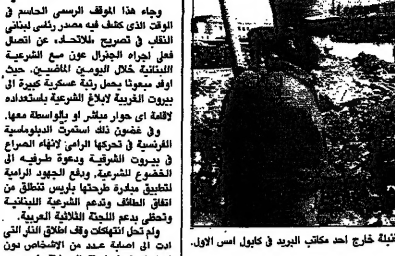 وجاء هذا الموقف الرسمي الحاسم في
الوقت الذي كشف فيه مصدر رئاسي لبناني
النقاب في تصريح «للاتحاد» عن اتصال
فعلي اجراه الجنرال عون مع الشرعية
اللبنانية خلال اليومين الماضيين، حيث
اوفد مبعوثا يحمل رتبة عسكرية كبيرة الى
بيروت الغربية لابلاغ الشرعية باستعداده
لاقامة اي حوار مباشر او بالواسطة معها.
وفي غضون ذلك استمرت الدبلوماسية
الفرنسية في تحركها الرامي لانهاء الصراع
في بيروت الشرقية ودعوة طرفيه الى
الخضوع للشرعية، ودفع الجهود الرامية
لتطبيق مبادرة طرحتها باريس تنطلق من
اتفاق الطائف وتدعم الشرعية اللبنانية
وتحظى بدعم اللجنة الثلاثية العربية.
ولم تحل انتهاكات وقف اطلاق النار التي
ادت الى اصابة عدد من الاشخاص دون
خارج احد مكاتب البريد في كابول امس الاول.